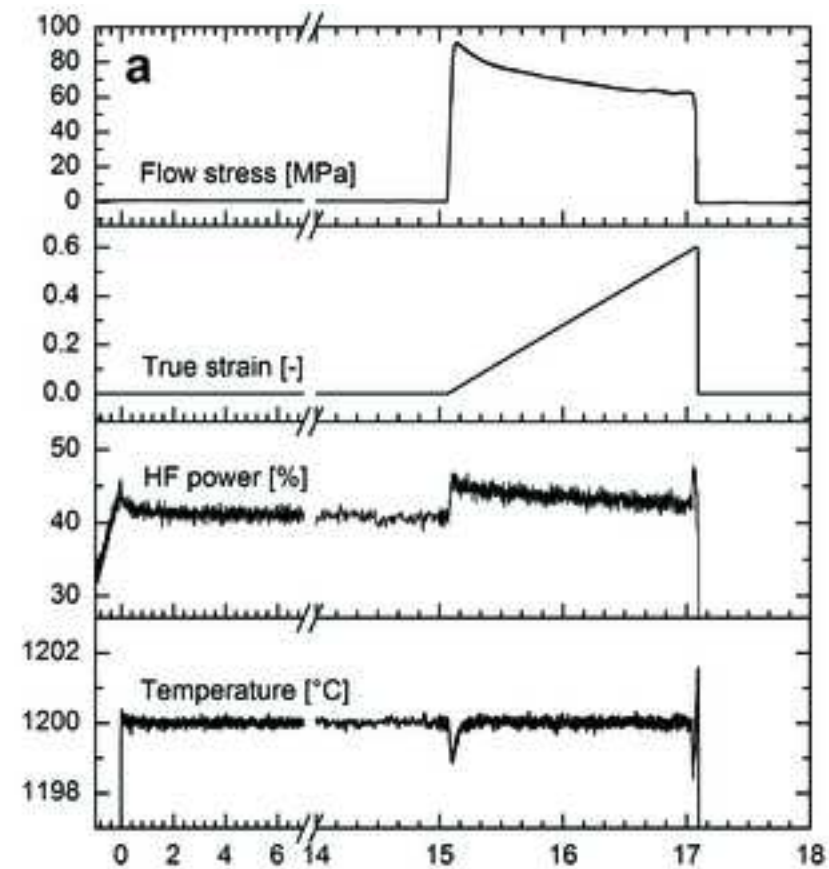 100
a
80
60
40
20
Flow stress [MPa]
0
0.6
0.4
0.2
True strain [-]
0.0
50
HF power [%]
40
30
1202
Temperature [°C]
1200
1198
0 2 4 6 14 15 16 17 18